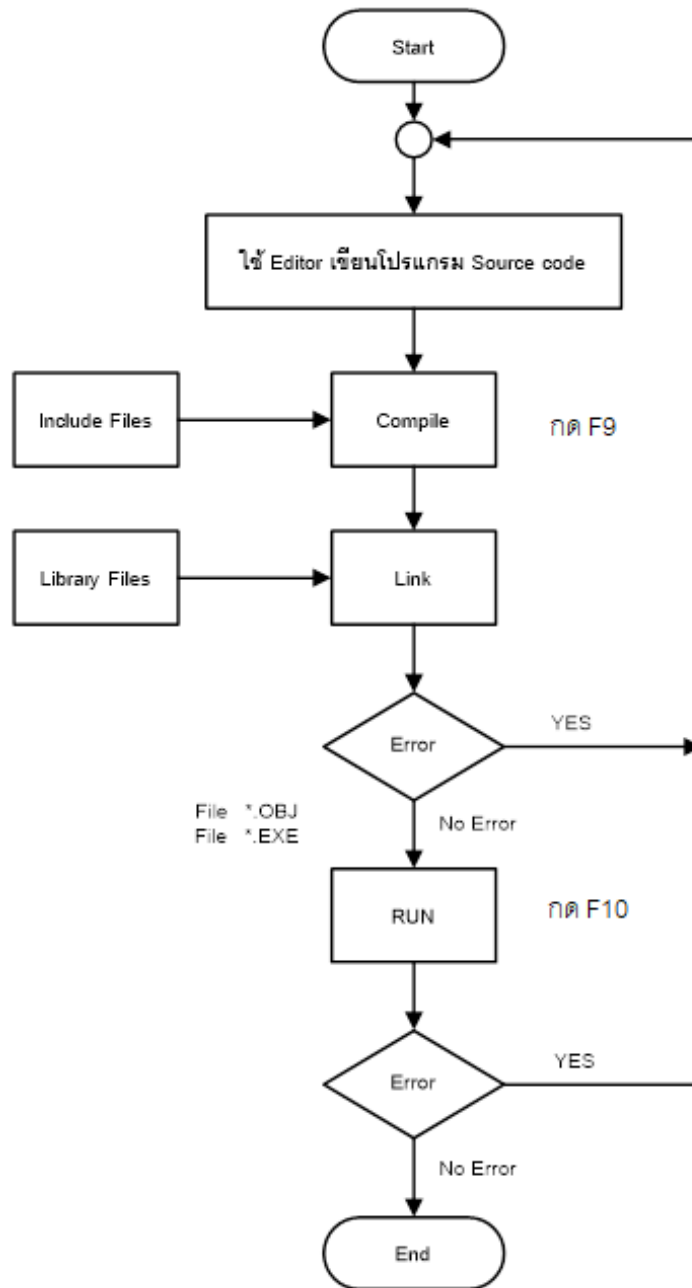 Start
ใช้ Editor เขียนโปรแกรม Source code
Include Files
Compile
กด F9
Library Files
Link
Error
YES
File *.OBJ
File *.EXE
No Error
RUN
กด F10
Error
YES
No Error
End